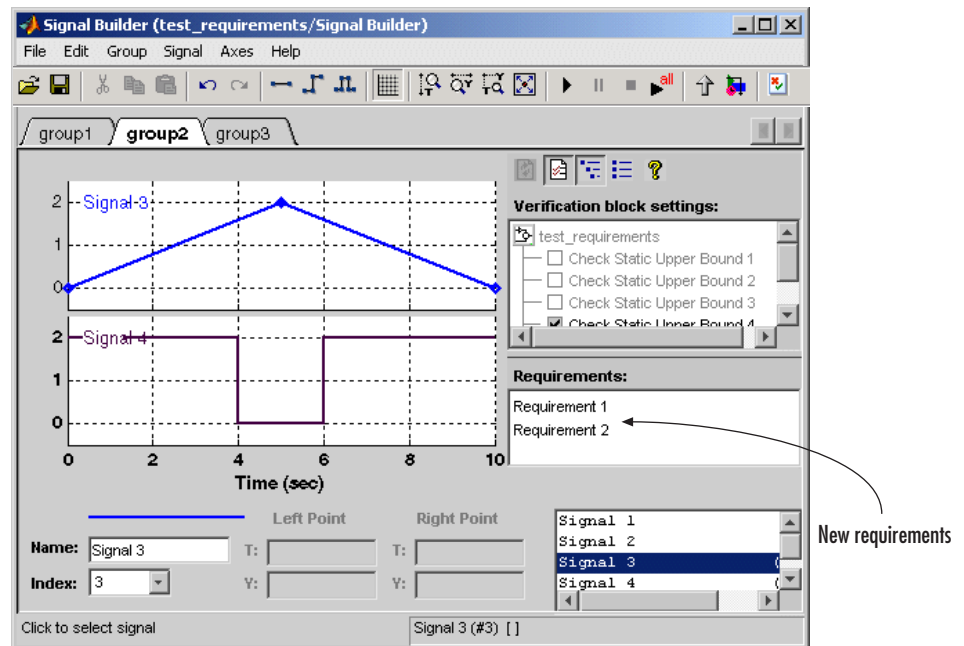 Signal Builder (test_requirements/Signal Builder)
File Edit Group Signal Axes Help
all
group1 group2 group3
Verification block settings:
test_requirements
Check Static Upper Bound 1
Check Static Upper Bound 2
Check Static Upper Bound 3
Check Static Upper Bound 4
Requirements:
Requirement 1
Requirement 2
New requirements
2
Signal 3
1
0
2
Signal 4
1
0
0 2 4 6 8 10
Time (sec)
Left Point Right Point
Name: Signal 3 T: T:
Index: 3 Y: Y:
Signal 1
Signal 2
Signal 3 (
Signal 4 (
Click to select signal Signal 3 (#3) [ ]